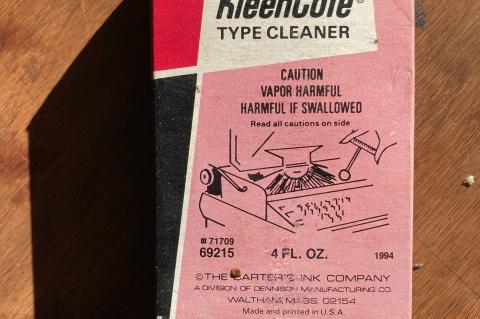 KleenCote®
TYPE CLEANER
CAUTION
VAPOR HARMFUL
HARMFUL IF SWALLOWED
Read all cautions on side
71709
69215 4 FL. OZ. 1994
© THE CARTER'S INK COMPANY
A DIVISION OF DENNISON MANUFACTURING CO.
WALTHAM, MASS. 02154
Made and printed in U.S.A.